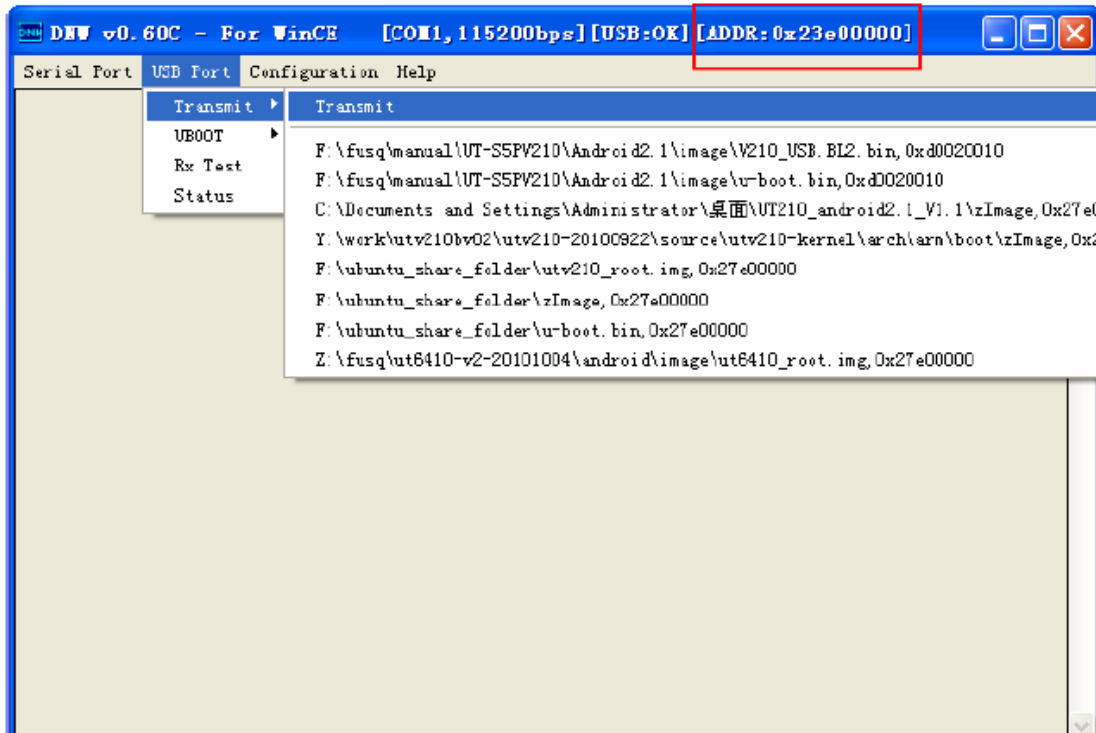 DNW v0.60C - For WinCE [COM1,115200bps][USB:OK][ADDR:0x23e00000]
Serial Port USB Port Configuration Help
Transmit
UBOOT
Rx Test
Status
Transmit
F:\fusq\manual\UT-S5PV210\Android2.1\image\V210_USB.BL2.bin,0xd0020010
F:\fusq\manual\UT-S5PV210\Android2.1\image\u-boot.bin,0xd0020010
C:\Documents and Settings\Administrator\桌面\UT210_android2.1_V1.1\zImage,0x27e0
Y:\work\utv210bv02\utv210-20100922\source\utv210-kernel\arch\arm\boot\zImage,0x2
F:\ubuntu_share_folder\utv210_root.img,0x27e00000
F:\ubuntu_share_folder\zImage,0x27e00000
F:\ubuntu_share_folder\u-boot.bin,0x27e00000
Z:\fusq\ut6410-v2-20101004\android\image\ut6410_root.img,0x27e00000